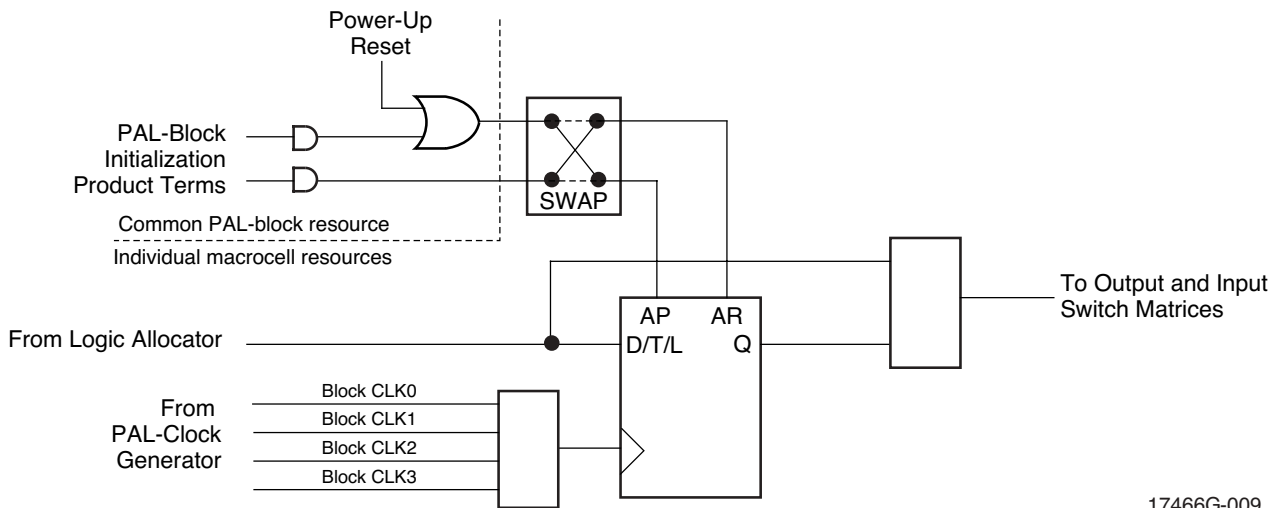 Power-Up
Reset
PAL-Block
Initialization
Product Terms
SWAP
Common PAL-block resource
Individual macrocell resources
To Output and Input
Switch Matrices
AP AR
From Logic Allocator
D/T/L Q
Block CLK0
From
Block CLK1
PAL-Clock
Block CLK2
Generator
Block CLK3
17466G-009